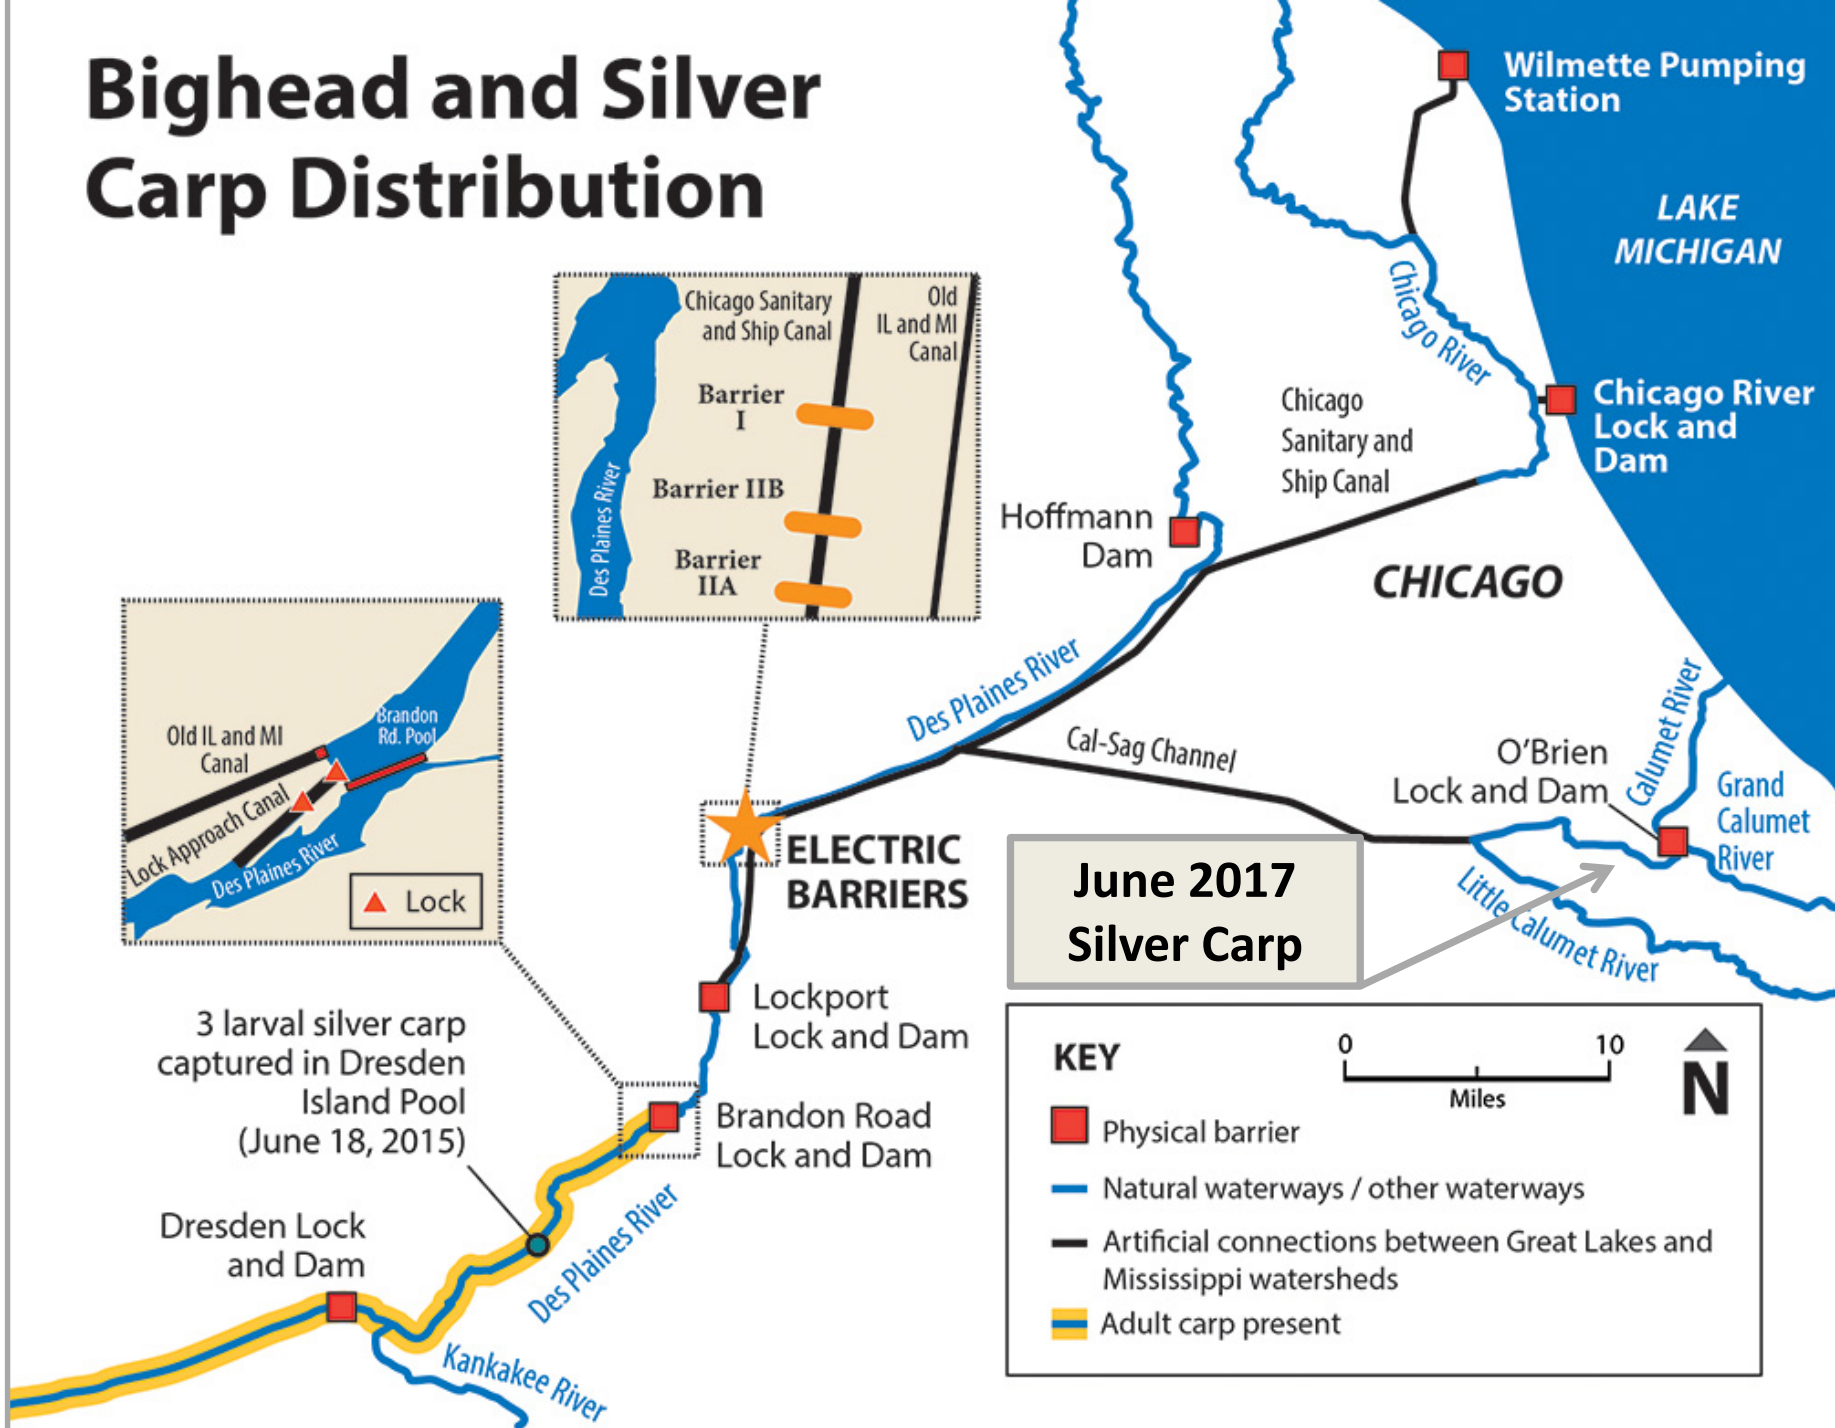 Bighead and Silver
Carp Distribution
Wilmette Pumping
Station
LAKE
MICHIGAN
Chicago River
Chicago River
Lock and
Dam
Chicago
Sanitary and
Ship Canal
Hoffmann
Dam
CHICAGO
Chicago Sanitary
and Ship Canal
Old
IL and MI
Canal
Barrier
I
Barrier IIB
Barrier
IIA
Des Plaines River
Old IL and MI
Canal
Brandon
Rd. Pool
Lock Approach Canal
Des Plaines River
Lock
Des Plaines River
Cal-Sag Channel
Calumet River
O'Brien
Lock and Dam
Grand
Calumet
River
Little Calumet River
ELECTRIC
BARRIERS
June 2017
Silver Carp
Lockport
Lock and Dam
3 larval silver carp
captured in Dresden
Island Pool
(June 18, 2015)
Brandon Road
Lock and Dam
Dresden Lock
and Dam
Des Plaines River
Kankakee River
KEY
0 10
Miles
N
Physical barrier
Natural waterways / other waterways
Artificial connections between Great Lakes and
Mississippi watersheds
Adult carp present